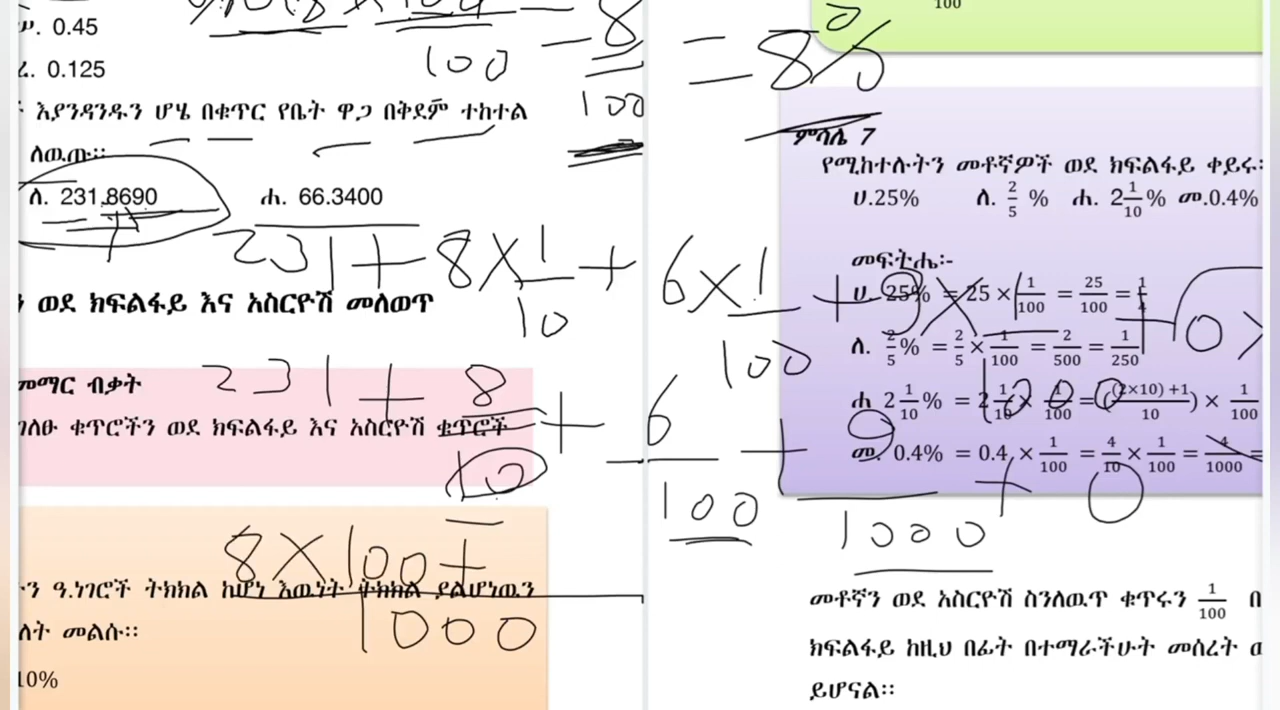 0.45
0.125
እያንዳንዱን ሆሄ በቁጥር የቤት ዋጋ በቅደም ተከተል
ለዉጡ፡፡
ለ. 231.8690 ሐ. 66.3400
ወደ ክፍልፋይ እና አስርዮሽ መለወጥ
መማር ብቃት
ቁጥሮችን ወደ ክፍልፋይ እና አስርዮሽ ቁጥሮች
ዓ.ነገሮች ትክክል ከሆነ እዉነት ትክክል ያልሆነዉን
መልሱ፡፡
10%
100
= 8/100 = 8%
231 + 8 × 1/10 + 6 × 1/100 + 9 ×
1000
231 + 8/10 + 6/100 + 9/1000 + 0
8 × 100 +
1000
100
ምሳሌ 7
የሚከተሉትን መቶኛዎች ወደ ክፍልፋይ ቀይሩ፡
ሀ.25% ለ. 2/5 % ሐ. 2 1/10 % መ.0.4%
መፍትሔ፡-
ሀ. 25% = 25 × 1/100 = 25/100 = 1/4
ለ. 2/5 % = 2/5 × 1/100 = 2/500 = 1/250
ሐ 2 1/10 % = 2 1/10 × 1/100 = ((2×10)+1/10) × 1/100
መ. 0.4% = 0.4 × 1/100 = 4/10 × 1/100 = 4/1000 =
መቶኛን ወደ አስርዮሽ ስንለዉጥ ቁጥሩን 1/100 በ
ክፍልፋይ ከዚህ በፊት በተማራችሁት መሰረት
ይሆናል፡፡